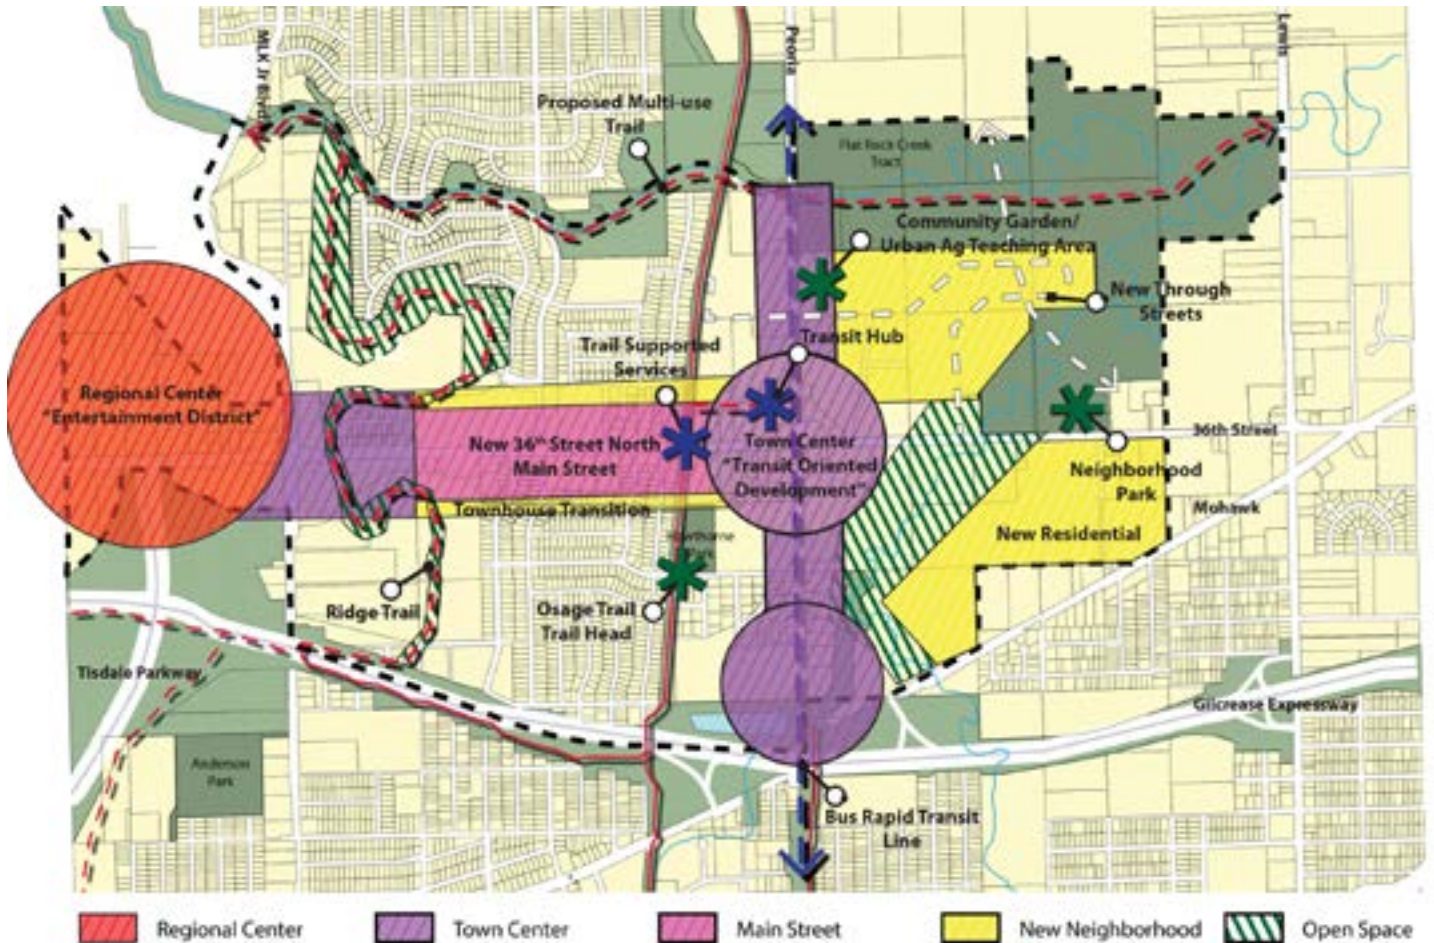 MLK Jr Blvd
Peoria
Lewis
Proposed Multi-use
Trail
Flat Rock Creek
Tract
Community Garden/
Urban Ag Teaching Area
New Through
Streets
Transit Hub
Trail Supported
Services
Regional Center
"Entertainment District"
New 36th Street North
Main Street
Town Center
"Transit Oriented
Development"
36th Street
Neighborhood
Park
Townhouse Transition
Mohawk
New Residential
Hawthorne
Park
Ridge Trail
Osage Trail
Trail Head
Tisdale Parkway
Gilcrease Expressway
Anderson
Park
Bus Rapid Transit
Line
Regional Center
Town Center
Main Street
New Neighborhood
Open Space